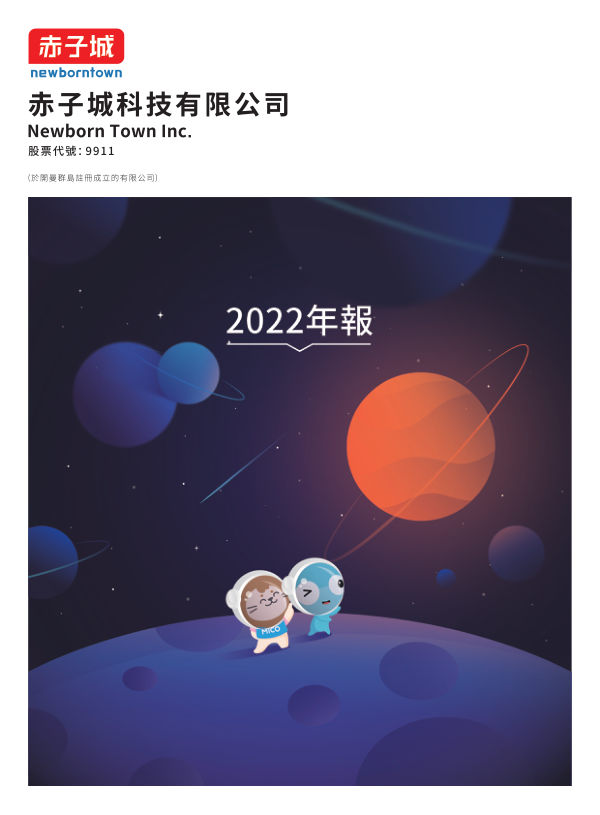 赤子城
newborntown
赤子城科技有限公司
Newborn Town Inc.
股票代號：9911
(於開曼群島註冊成立的有限公司)
2022年報
MICO